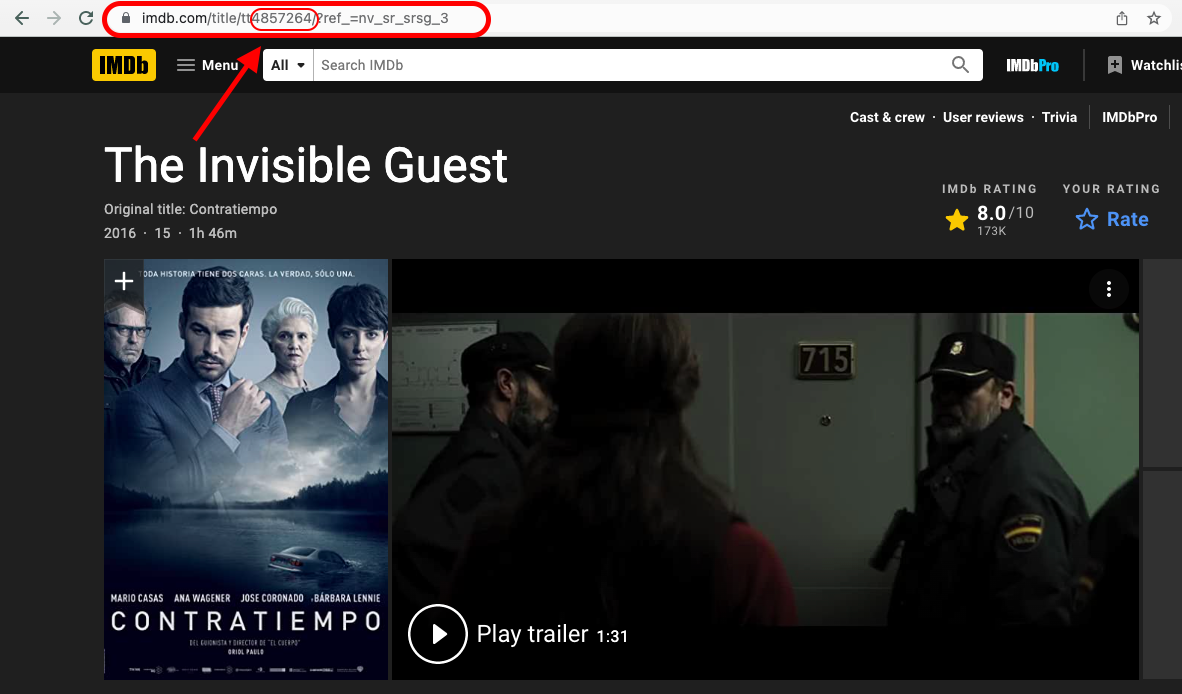 imdb.com/title/tt4857264/?ref_=nv_sr_srsg_3
IMDb
Menu
All
Search IMDb
IMDbPro
Watchlis
Cast & crew · User reviews · Trivia
IMDbPro
The Invisible Guest
Original title: Contratiempo
2016 · 15 · 1h 46m
IMDb RATING
8.0/10
173K
YOUR RATING
Rate
TODA HISTORIA TIENE DOS CARAS. LA VERDAD, SÓLO UNA.
MARIO CASAS ANA WAGENER JOSE CORONADO BÁRBARA LENNIE
CONTRATIEMPO
DEL GUIONISTA Y DIRECTOR DE "EL CUERPO"
ORIOL PAULO
715
POLICIA
Play trailer 1:31